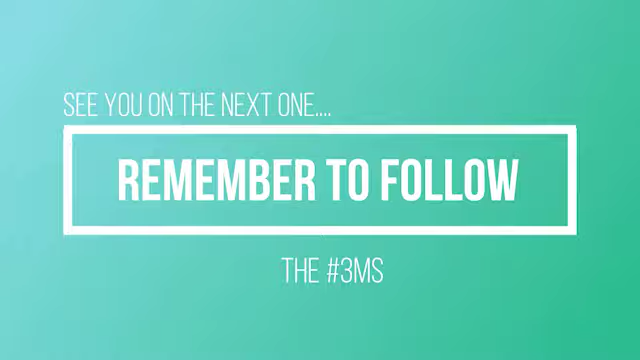 SEE YOU ON THE NEXT ONE....
REMEMBER TO FOLLOW
THE #3MS